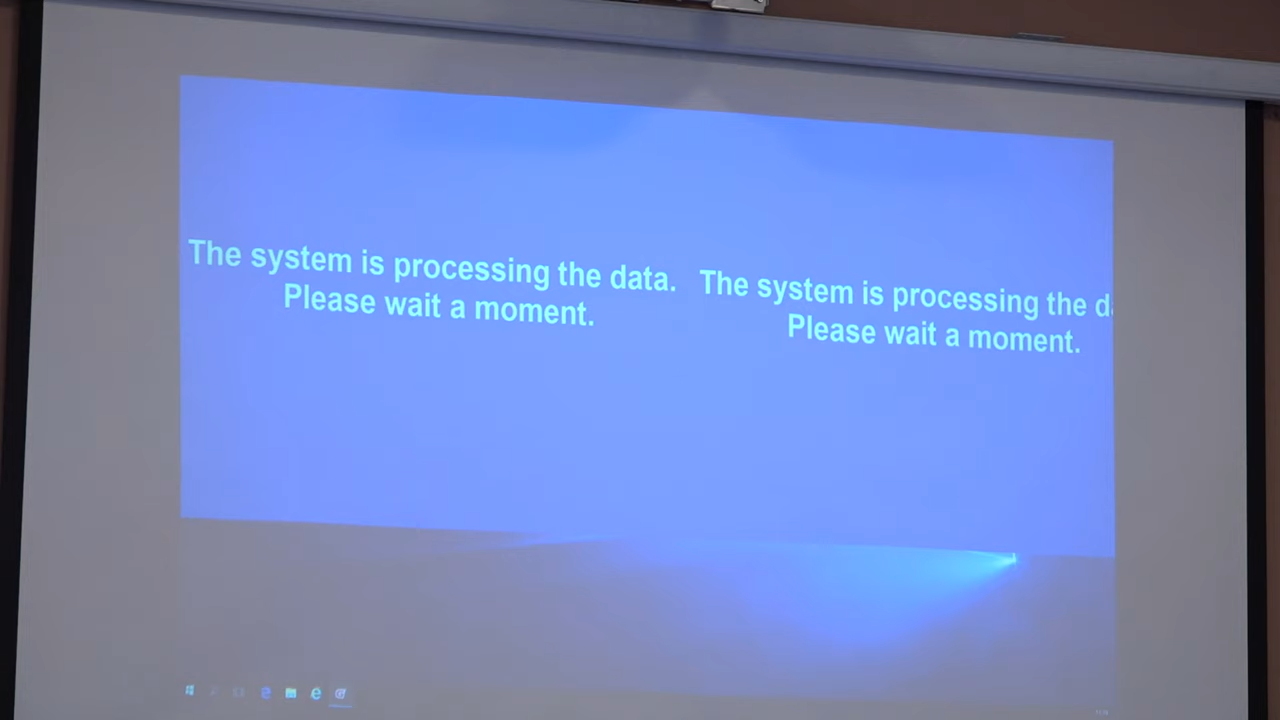 The system is processing the data.
Please wait a moment.
The system is processing the d
Please wait a moment.